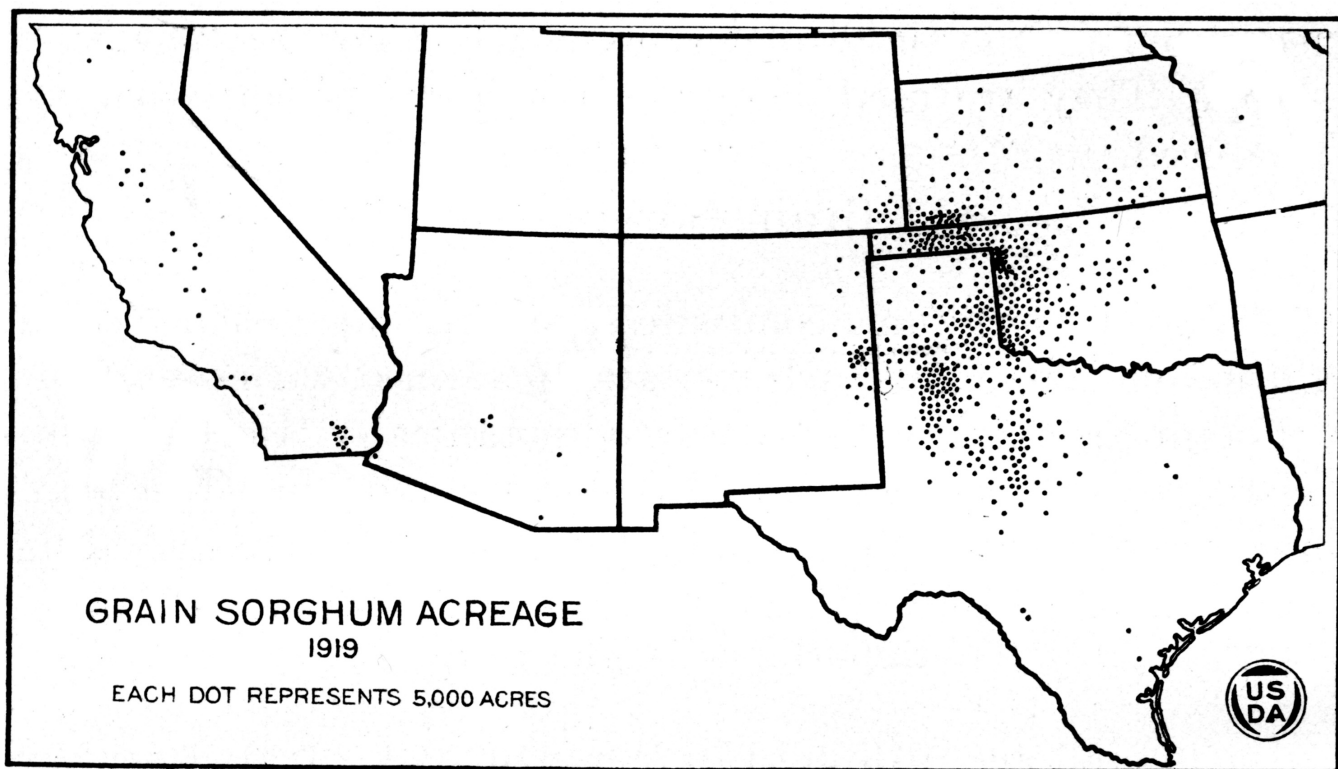 GRAIN SORGHUM ACREAGE
1919
EACH DOT REPRESENTS 5,000 ACRES
US
DA